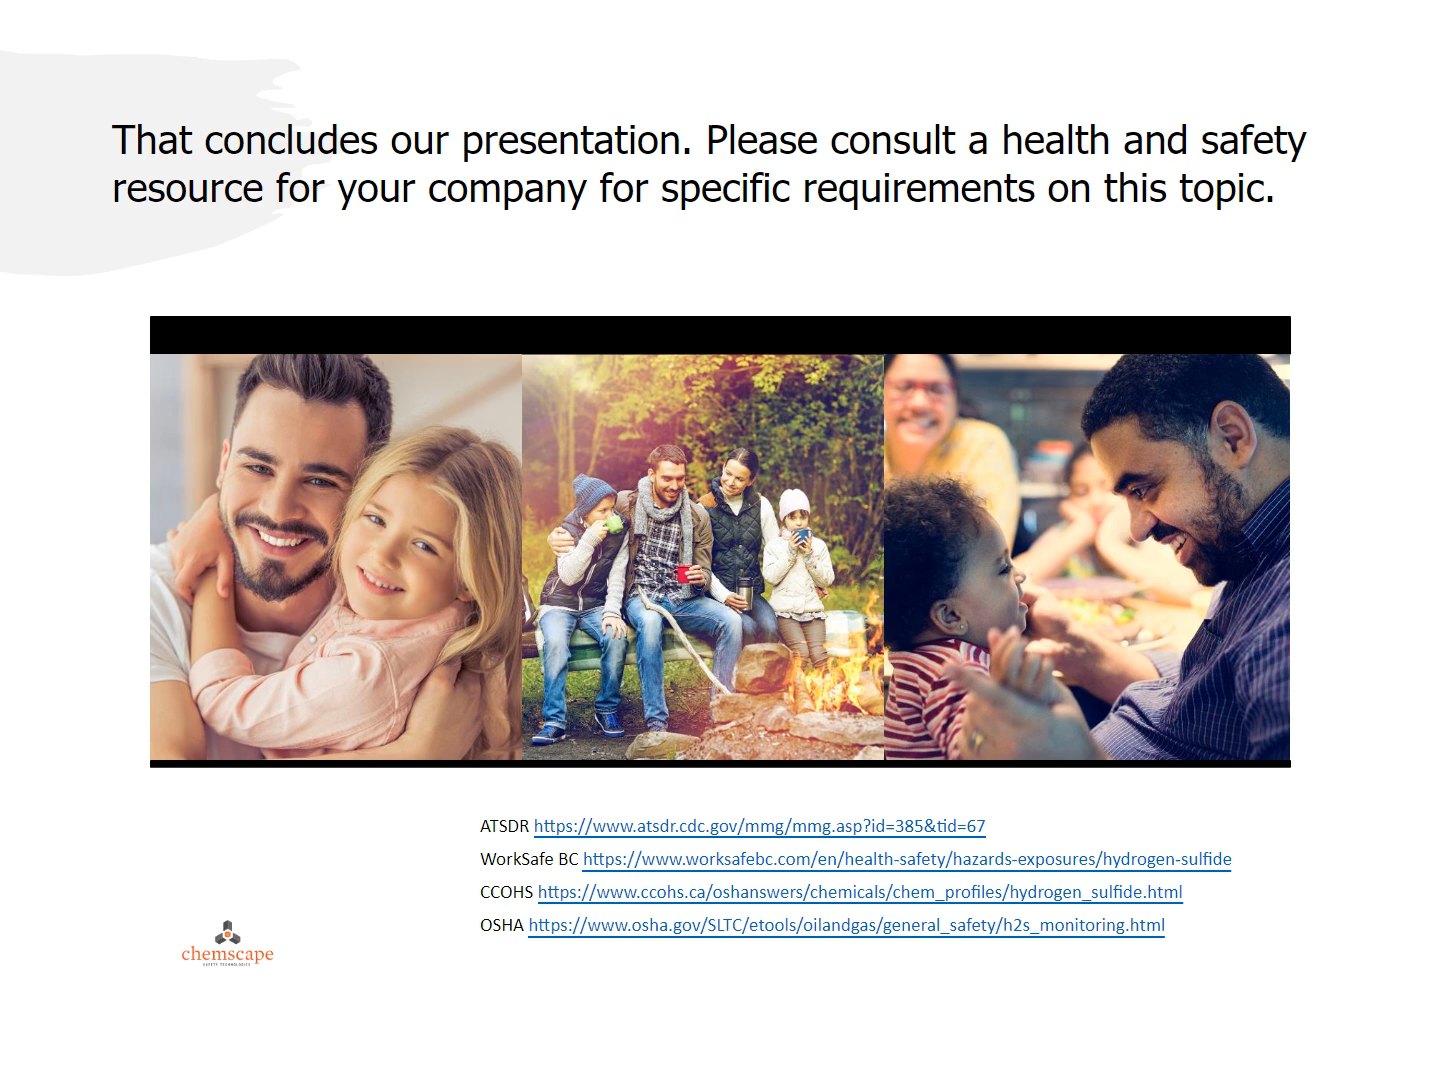 That concludes our presentation. Please consult a health and safety
resource for your company for specific requirements on this topic.
ATSDR https://www.atsdr.cdc.gov/mmg/mmg.asp?id=385&tid=67
WorkSafe BC https://www.worksafebc.com/en/health-safety/hazards-exposures/hydrogen-sulfide
CCOHS https://www.ccohs.ca/oshanswers/chemicals/chem_profiles/hydrogen_sulfide.html
OSHA https://www.osha.gov/SLTC/etools/oilandgas/general_safety/h2s_monitoring.html
chemscape
SAFETY TECHNOLOGIES